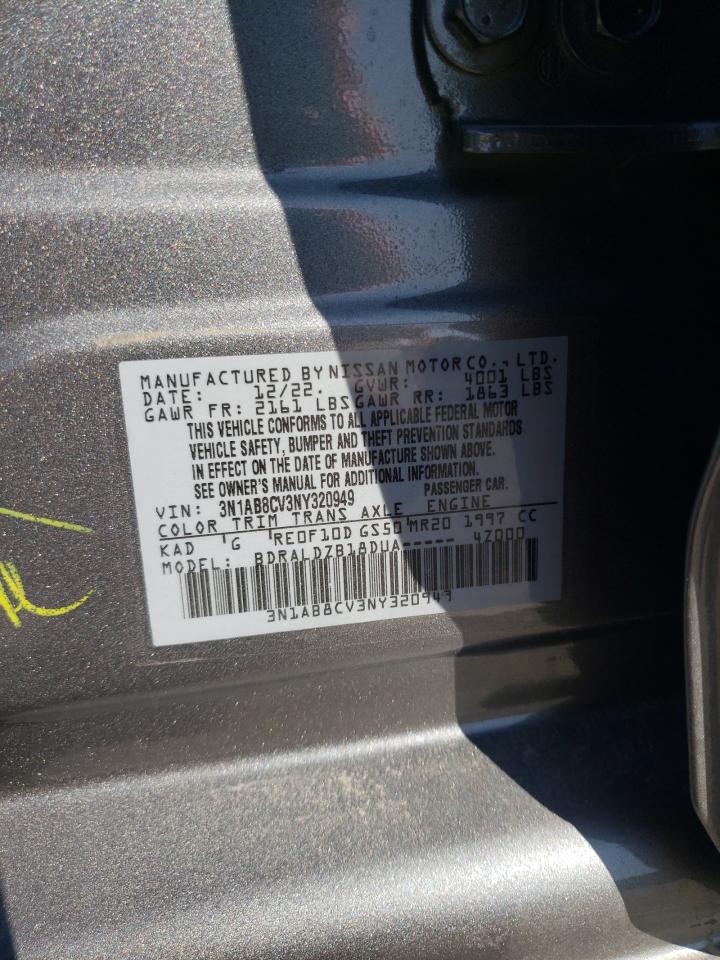 MANUFACTURED BY NISSAN MOTOR CO., LTD.
DATE: 12/22. GVWR: 4001 LBS
GAWR FR: 2161 LBS GAWR RR: 1863 LBS
THIS VEHICLE CONFORMS TO ALL APPLICABLE FEDERAL MOTOR
VEHICLE SAFETY, BUMPER AND THEFT PREVENTION STANDARDS
IN EFFECT ON THE DATE OF MANUFACTURE SHOWN ABOVE.
SEE OWNER'S MANUAL FOR ADDITIONAL INFORMATION.
PASSENGER CAR.
VIN: 3N1AB8CV3NY320949
COLOR TRIM TRANS AXLE ENGINE
KAD G RE0F10D GS50 MR20 1997 CC
MODEL: BDRALDZB18DUA----- 4Z000
3N1AB8CV3NY320949